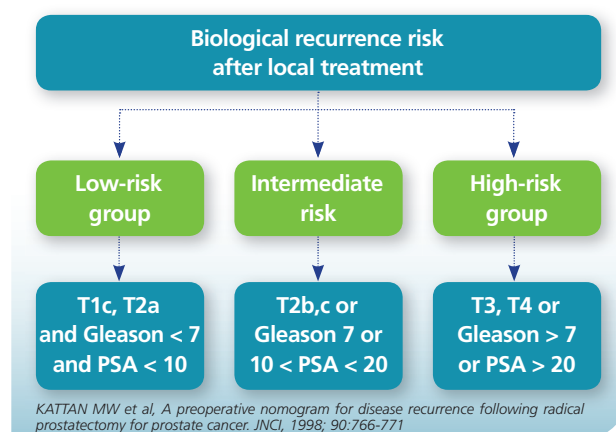 Biological recurrence risk
after local treatment
Low-risk
group
Intermediate
risk
High-risk
group
T1c, T2a
and Gleason < 7
and PSA < 10
T2b,c or
Gleason 7 or
10 < PSA < 20
T3, T4 or
Gleason > 7
or PSA > 20
KATTAN MW et al, A preoperative nomogram for disease recurrence following radical
prostatectomy for prostate cancer. JNCI, 1998; 90:766-771